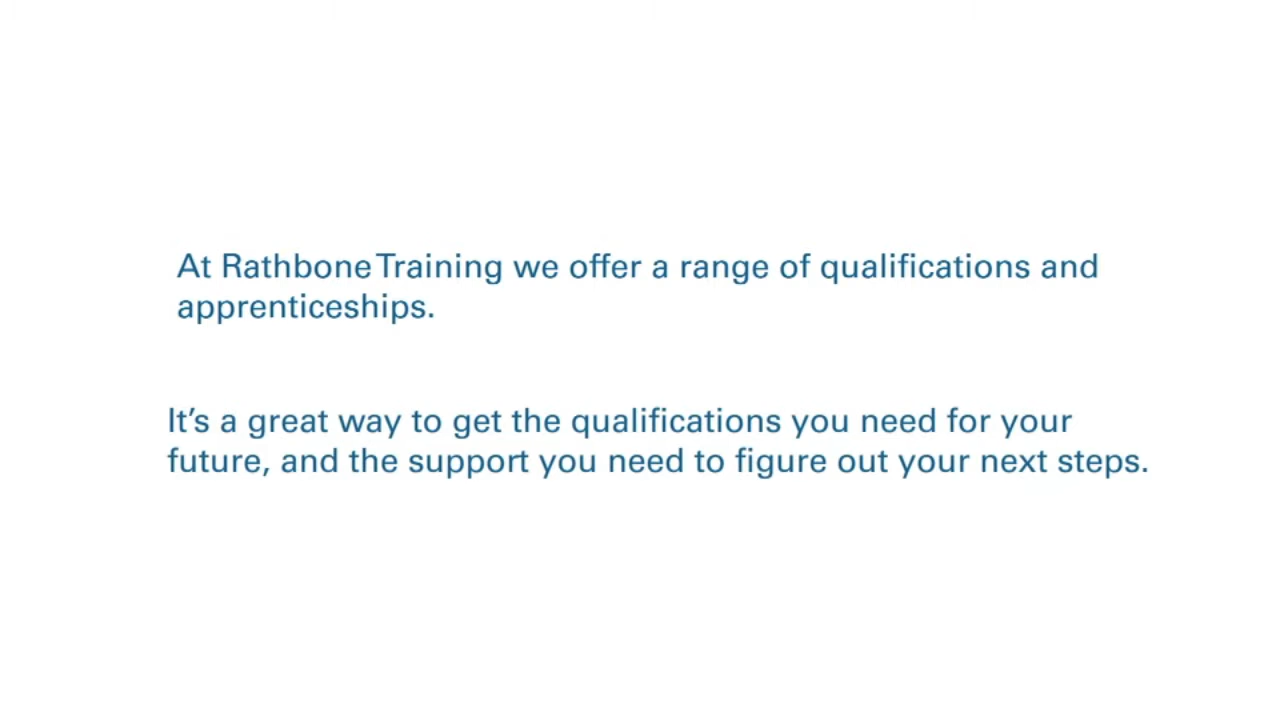 At Rathbone Training we offer a range of qualifications and
apprenticeships.
It’s a great way to get the qualifications you need for your
future, and the support you need to figure out your next steps.